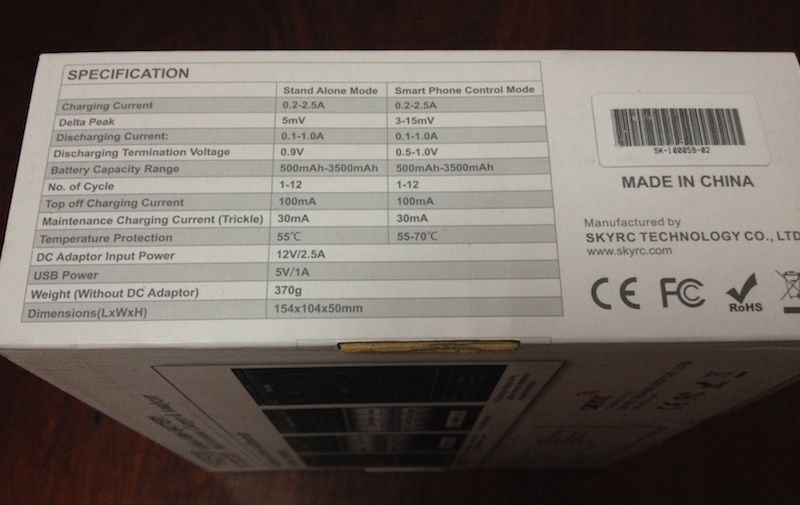 SPECIFICATION
Stand Alone Mode Smart Phone Control Mode
Charging Current 0.2-2.5A 0.2-2.5A
Delta Peak 5mV 3-15mV
Discharging Current: 0.1-1.0A 0.1-1.0A
Discharging Termination Voltage 0.9V 0.5-1.0V
Battery Capacity Range 500mAh-3500mAh 500mAh-3500mAh
No. of Cycle 1-12 1-12
Top off Charging Current 100mA 100mA
Maintenance Charging Current (Trickle) 30mA 30mA
Temperature Protection 55℃ 55-70℃
DC Adaptor Input Power 12V/2.5A
USB Power 5V/1A
Weight (Without DC Adaptor) 370g
Dimensions(LxWxH) 154x104x50mm
SK-100059-02
MADE IN CHINA
Manufactured by
SKYRC TECHNOLOGY CO., LTD
www.skyrc.com
CE FC RoHS